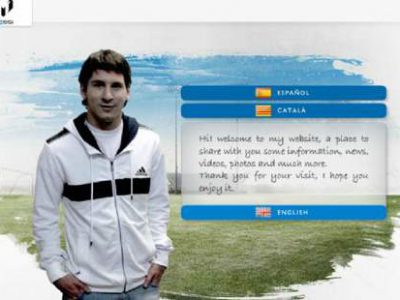 ESPAÑOL
CATALÀ
Hi! welcome to my website, a place to
share with you some information, news,
videos, photos and much more.
Thank you for your visit, I hope you
enjoy it.
ENGLISH
adidas